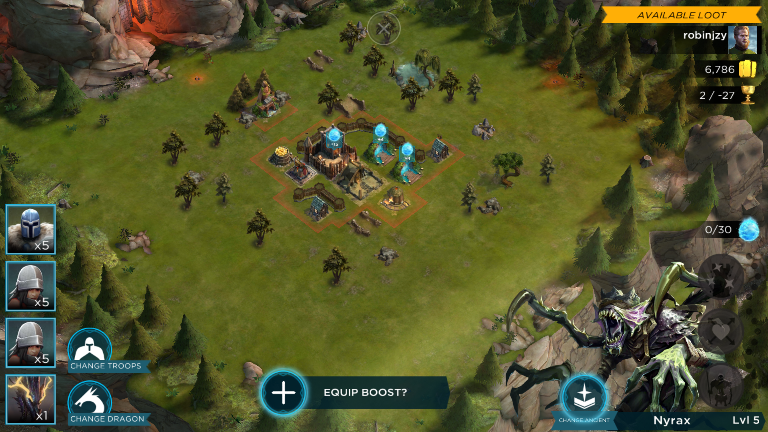 AVAILABLE LOOT
robinjzy
6,786
2 / -27
0/30
x5
x5
x5
x1
CHANGE TROOPS
CHANGE DRAGON
EQUIP BOOST?
CHANGE ANCIENT
Nyrax Lvl 5